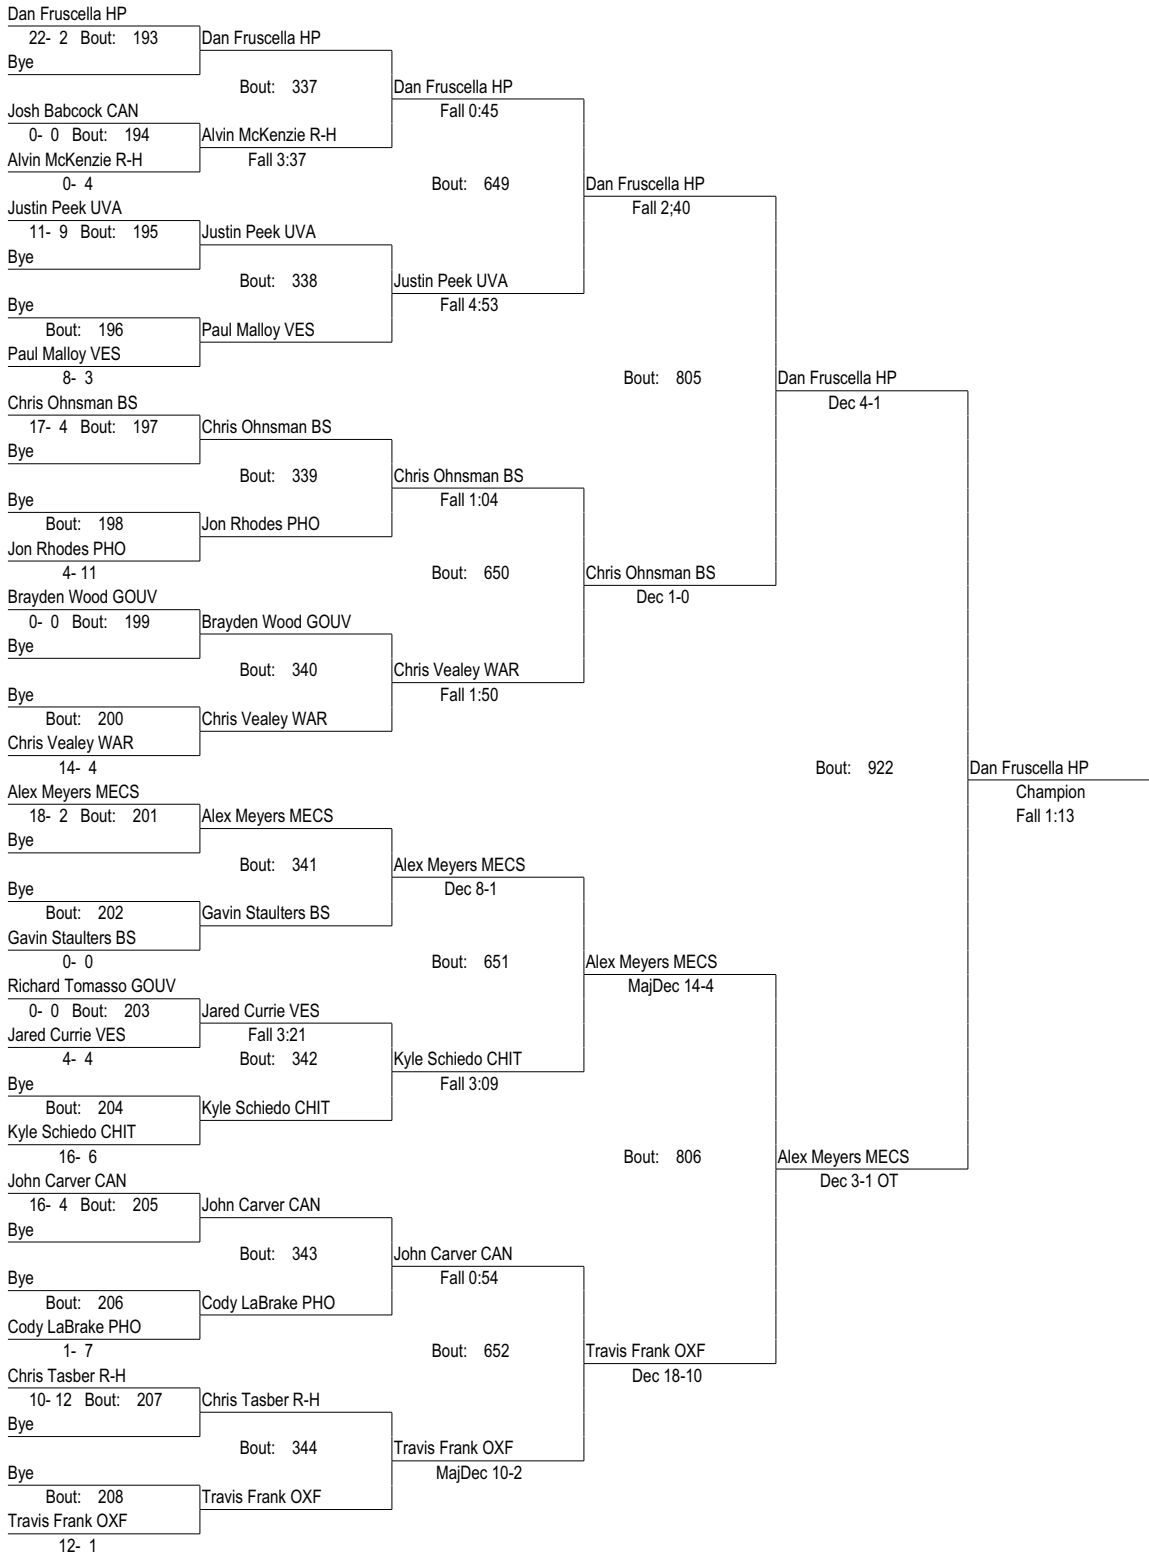 Dan Fruscella HP
22- 2 Bout: 193 Dan Fruscella HP
Bye
Bout: 337 Dan Fruscella HP
Josh Babcock CAN Fall 0:45
0- 0 Bout: 194 Alvin McKenzie R-H
Alvin McKenzie R-H Fall 3:37
0- 4 Bout: 649 Dan Fruscella HP
Justin Peek UVA Fall 2;40
11- 9 Bout: 195 Justin Peek UVA
Bye
Bout: 338 Justin Peek UVA
Bye Fall 4:53
Bout: 196 Paul Malloy VES
Paul Malloy VES
8- 3 Bout: 805 Dan Fruscella HP
Chris Ohnsman BS Dec 4-1
17- 4 Bout: 197 Chris Ohnsman BS
Bye
Bout: 339 Chris Ohnsman BS
Bye Fall 1:04
Bout: 198 Jon Rhodes PHO
Jon Rhodes PHO
4- 11 Bout: 650 Chris Ohnsman BS
Brayden Wood GOUV Dec 1-0
0- 0 Bout: 199 Brayden Wood GOUV
Bye
Bout: 340 Chris Vealey WAR
Bye Fall 1:50
Bout: 200 Chris Vealey WAR
Chris Vealey WAR
14- 4 Bout: 922 Dan Fruscella HP
Alex Meyers MECS Champion
18- 2 Bout: 201 Alex Meyers MECS Fall 1:13
Bye
Bout: 341 Alex Meyers MECS
Bye Dec 8-1
Bout: 202 Gavin Staulters BS
Gavin Staulters BS
0- 0 Bout: 651 Alex Meyers MECS
Richard Tomasso GOUV MajDec 14-4
0- 0 Bout: 203 Jared Currie VES
Jared Currie VES Fall 3:21
4- 4 Bout: 342 Kyle Schiedo CHIT
Bye Fall 3:09
Bout: 204 Kyle Schiedo CHIT
Kyle Schiedo CHIT
16- 6 Bout: 806 Alex Meyers MECS
John Carver CAN Dec 3-1 OT
16- 4 Bout: 205 John Carver CAN
Bye
Bout: 343 John Carver CAN
Bye Fall 0:54
Bout: 206 Cody LaBrake PHO
Cody LaBrake PHO
1- 7 Bout: 652 Travis Frank OXF
Chris Tasber R-H Dec 18-10
10- 12 Bout: 207 Chris Tasber R-H
Bye
Bout: 344 Travis Frank OXF
Bye MajDec 10-2
Bout: 208 Travis Frank OXF
Travis Frank OXF
12- 1